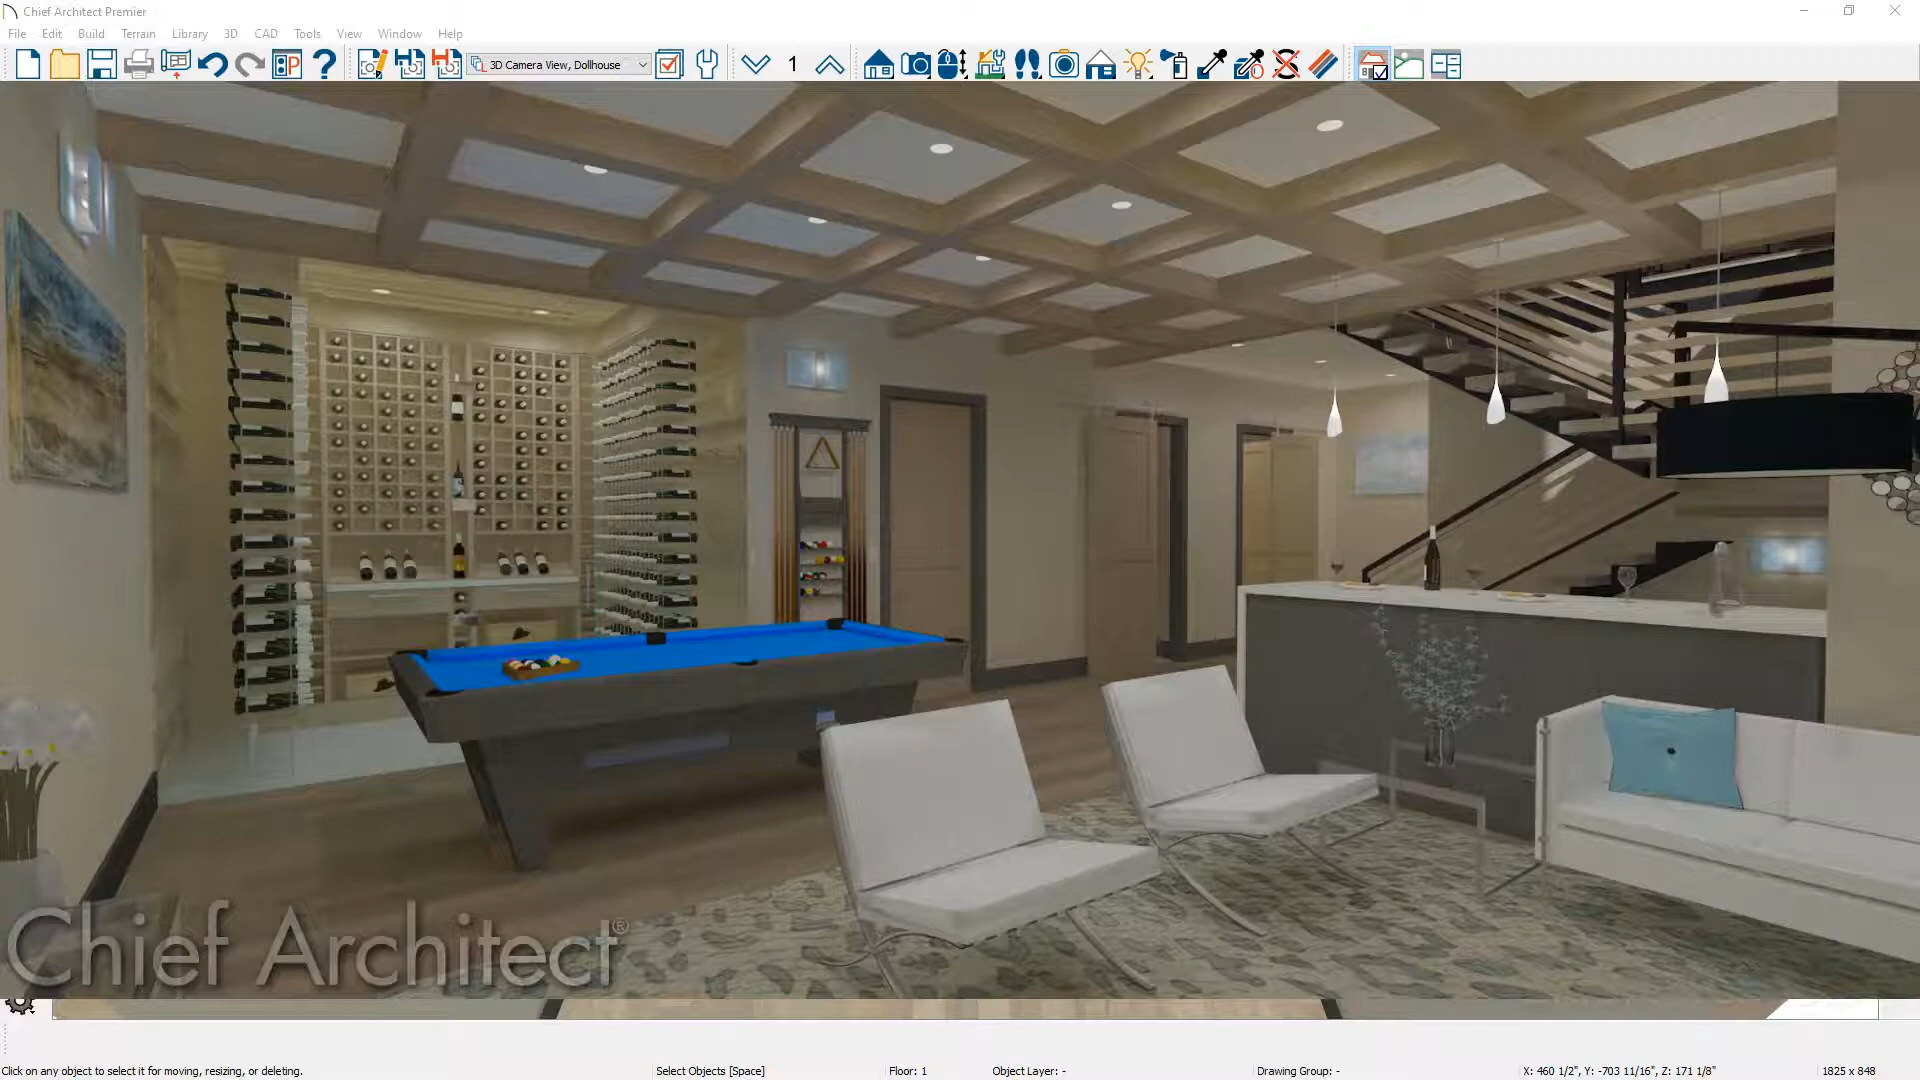 Chief Architect Premier
File Edit Build Terrain Library 3D CAD Tools View Window Help
3D Camera View, Dollhouse 1
Chief Architect®
Click on any object to select it for moving, resizing, or deleting. Select Objects [Space] Floor: 1 Object Layer: - Drawing Group: - X: 460 1/2", Y: -703 11/16", Z: 171 1/8" 1825 x 848